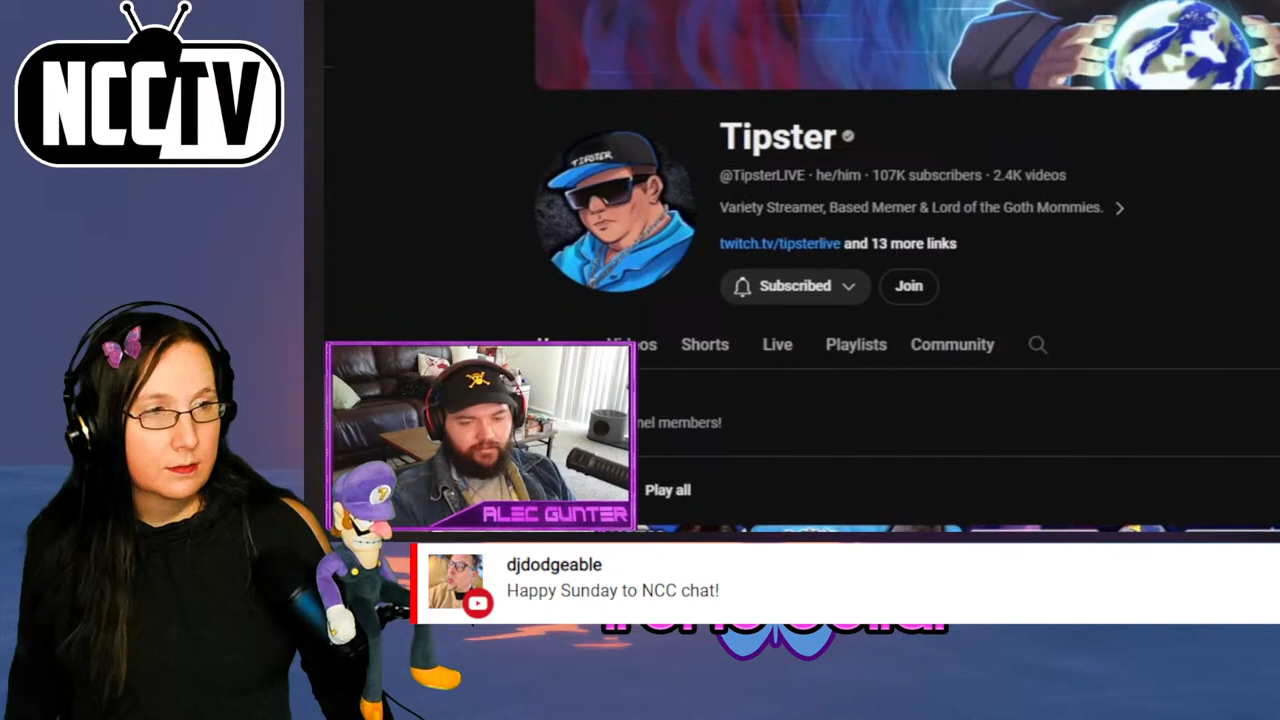 NCCTV
TIPSTER
Tipster
@TipsterLIVE · he/him · 107K subscribers · 2.4K videos
Variety Streamer, Based Memer & Lord of the Goth Mommies.
twitch.tv/tipsterlive and 13 more links
Subscribed
Join
Shorts
Live
Playlists
Community
members!
Play all
ALEC GUNTER
djdodgeable
Happy Sunday to NCC chat!